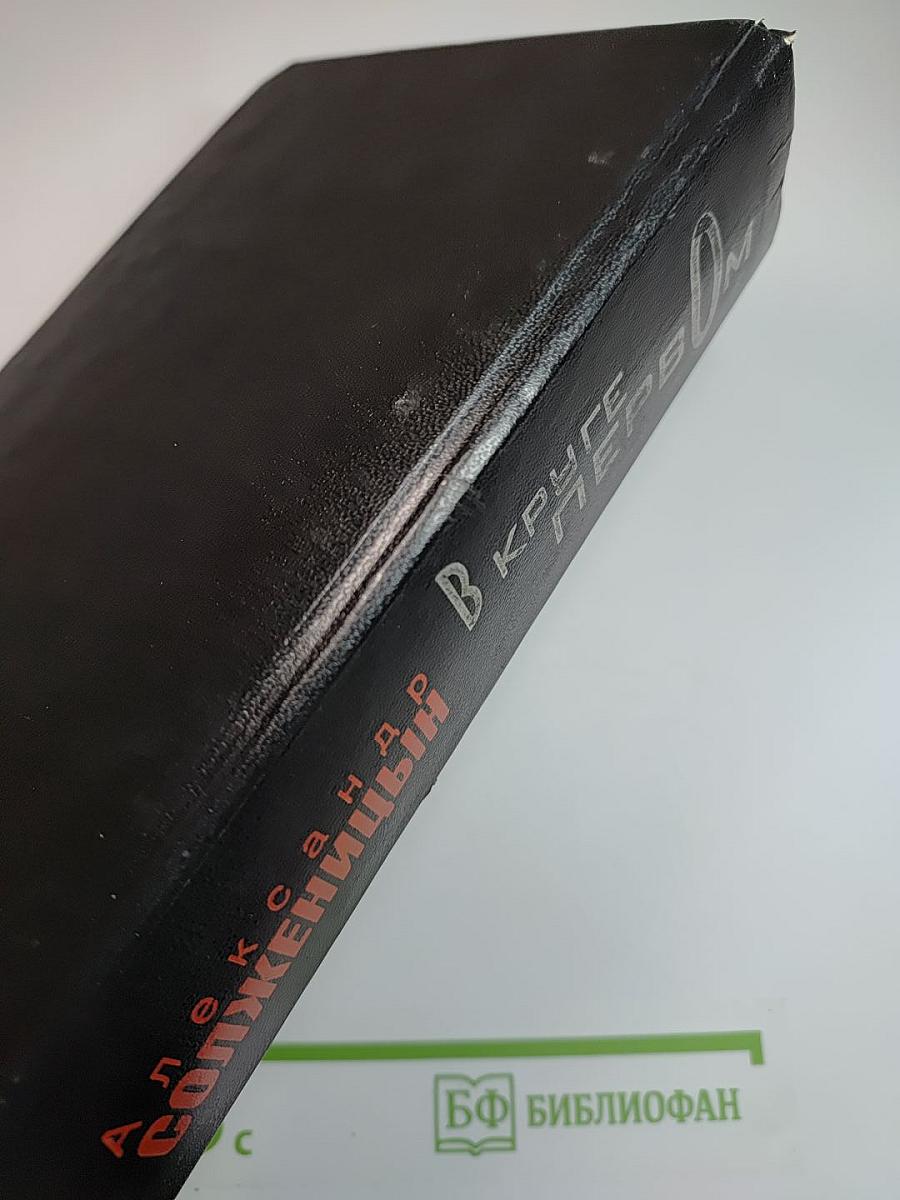 Александр
СОЛЖЕНИЦЫН
В КРУГЕ
ПЕРВОМ
с
БФ БИБЛИОФАН